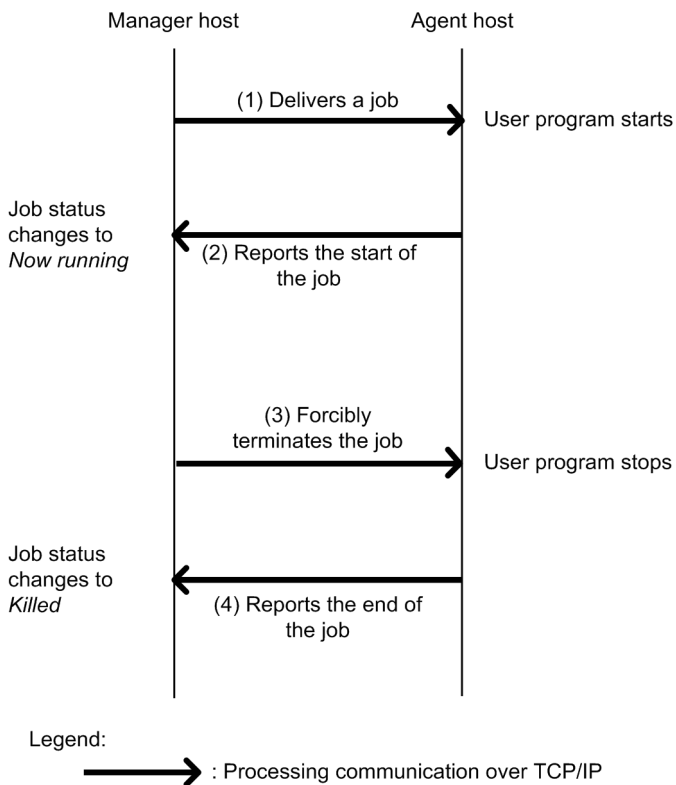 Manager host
Agent host
(1) Delivers a job
User program starts
Job status
changes to
Now running
(2) Reports the start of
the job
(3) Forcibly
terminates the job
User program stops
Job status
changes to
Killed
(4) Reports the end of
the job
Legend:
: Processing communication over TCP/IP